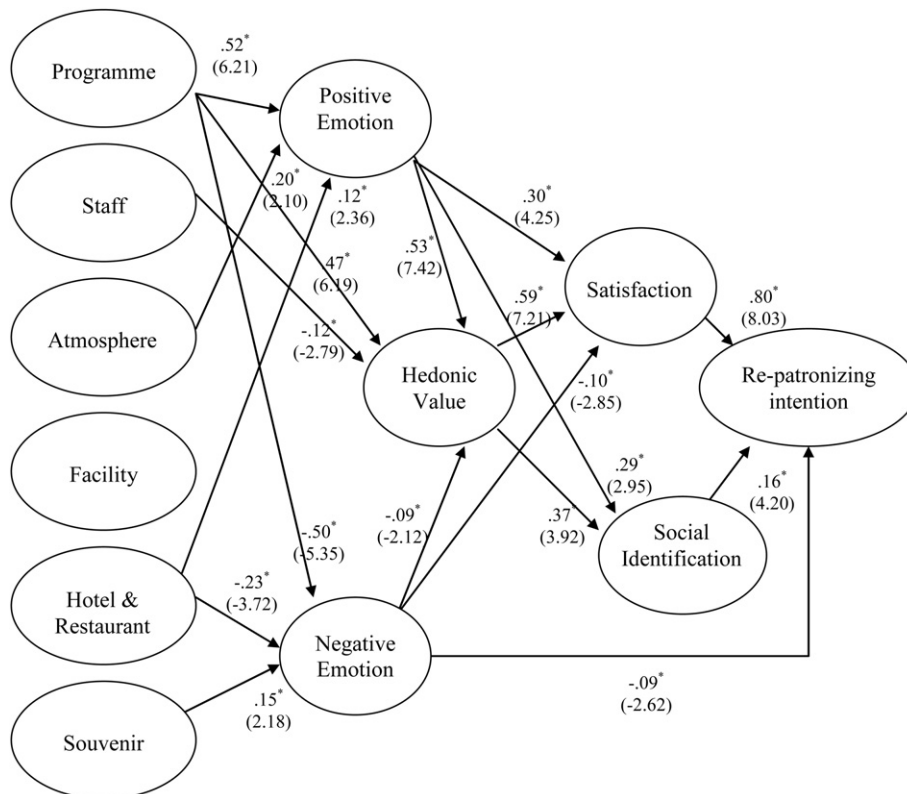 .52*
(6.21)
Programme
Positive
Emotion
.20*
(2.10)
.12*
(2.36)
.30*
(4.25)
Staff
.53*
(7.42)
.47*
(6.19)
Satisfaction
.59*
(7.21)
.80*
(8.03)
Atmosphere
-.12*
(-2.79)
Hedonic
Value
-.10*
(-2.85)
Re-patronizing
intention
Facility
.29*
(2.95)
.16*
(4.20)
-.09*
(-2.12)
.37*
(3.92)
Social
Identification
-.50*
(-5.35)
Hotel &
Restaurant
-.23*
(-3.72)
Negative
Emotion
.15*
(2.18)
-.09*
(-2.62)
Souvenir